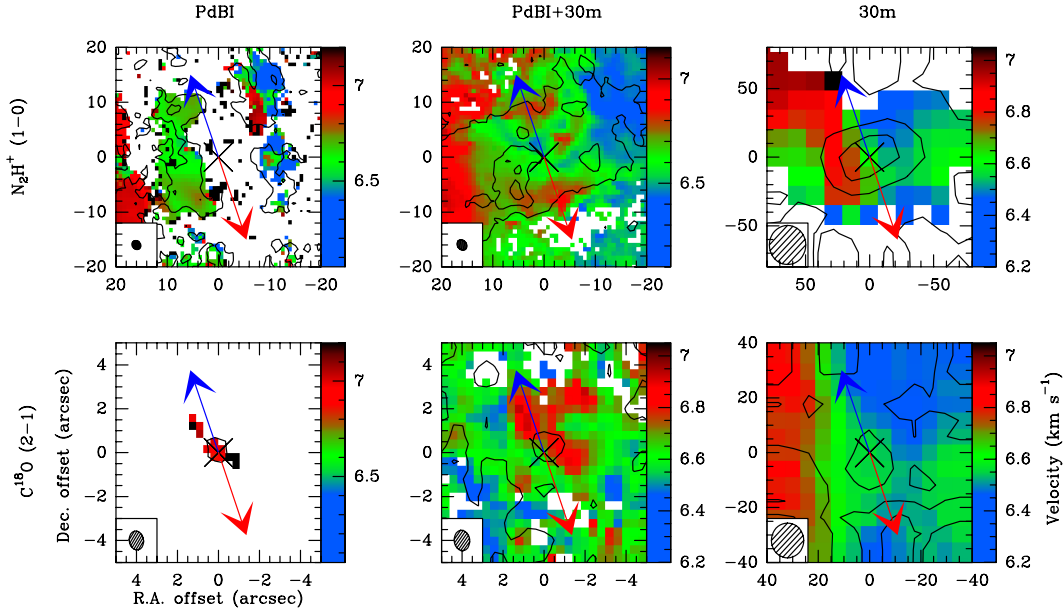 PdBI PdBI+30m 30m
N₂H⁺ (1-0)
20 10 0 -10 -20
20 10 0 -10 -20
7 6.5
20 10 0 -10 -20
20 10 0 -10 -20
7 6.5
50 0 -50
50 0 -50
7 6.8 6.6 6.4 6.2
C¹⁸O (2-1)
Dec. offset (arcsec)
4 2 0 -2 -4
4 2 0 -2 -4
R.A. offset (arcsec)
7 6.5
4 2 0 -2 -4
4 2 0 -2 -4
7 6.8 6.6 6.4 6.2
40 20 0 -20 -40
40 20 0 -20 -40
7 6.8 6.6 6.4 6.2
Velocity (km s⁻¹)